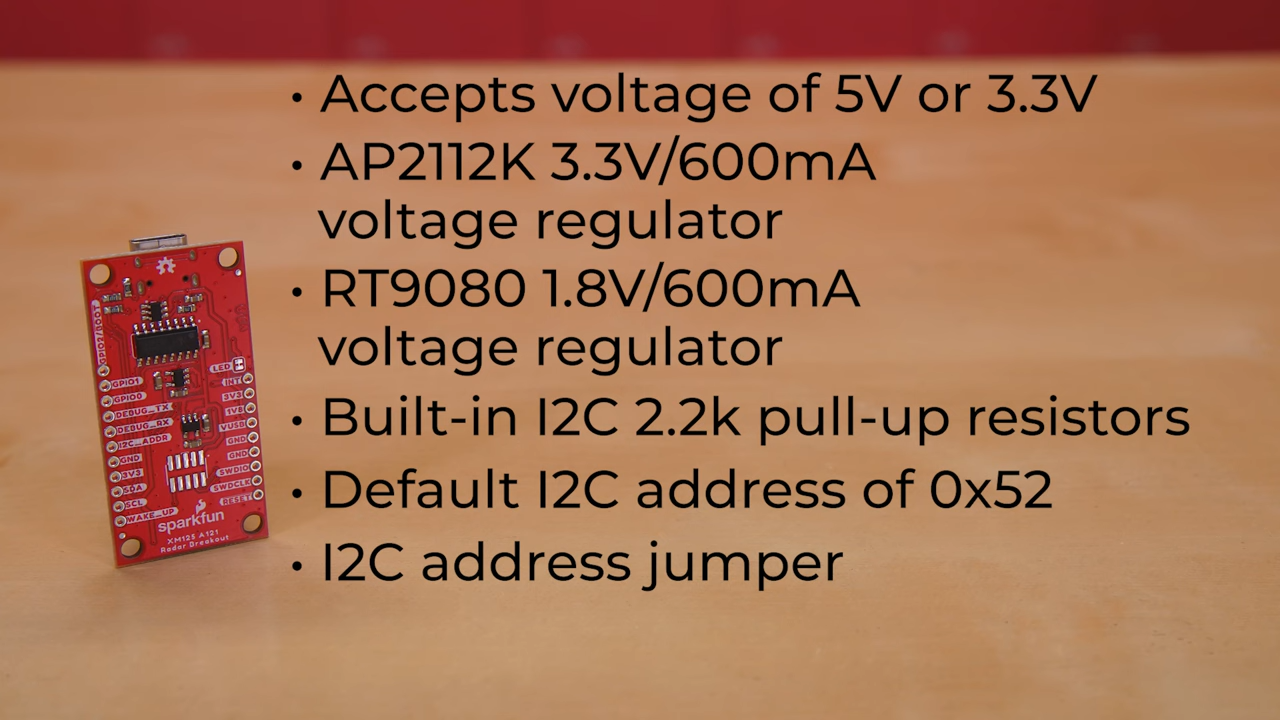 • Accepts voltage of 5V or 3.3V
• AP2112K 3.3V/600mA
voltage regulator
• RT9080 1.8V/600mA
voltage regulator
• Built-in I2C 2.2k pull-up resistors
• Default I2C address of 0x52
• I2C address jumper
GPIO2/BOOT
GPIO1
GPIO0
DEBUG_TX
DEBUG_RX
I2C_ADDR
GND
3V3
SDA
SCL
WAKE_UP
LED
INT
3V3
1V8
VUSB
GND
GND
SWDIO
SWDCLK
RESET
sparkfun
XM125 A121
Radar Breakout